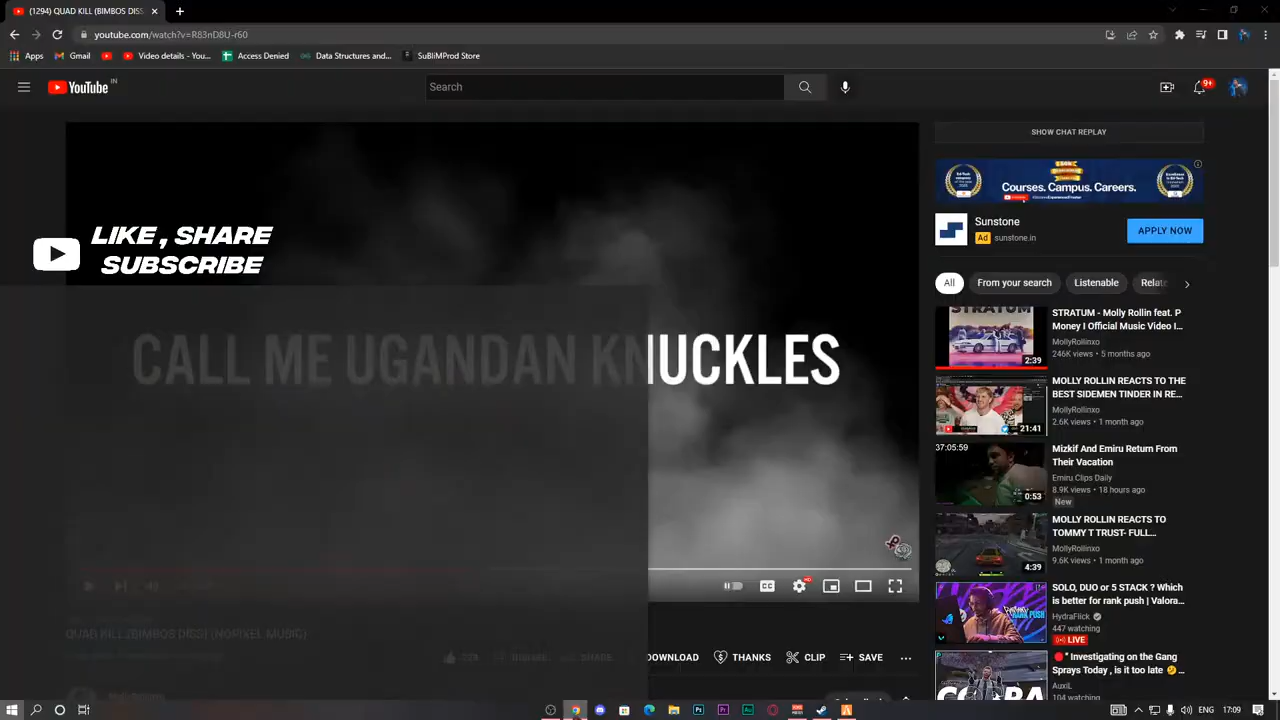 (1294) QUAD KILL (BIMBOS DISS
youtube.com/watch?v=R83nD8U-r60
Apps Gmail Video details - You... Access Denied Data Structures and... SuBliMProd Store
YouTube IN
Search
9+
SHOW CHAT REPLAY
Courses. Campus. Careers.
Sunstone
Ad sunstone.in
APPLY NOW
All From your search Listenable Relat
LIKE , SHARE
SUBSCRIBE
KNUCKLES
STRATUM
2:39
STRATUM - Molly Rollin feat. P
Money I Official Music Video I...
MollyRollinxo
246K views • 5 months ago
21:41
MOLLY ROLLIN REACTS TO THE
BEST SIDEMEN TINDER IN RE...
MollyRollinxo
2.6K views • 1 month ago
37:05:59
0:53
Mizkif And Emiru Return From
Their Vacation
Emiru Clips Daily
8.9K views • 18 hours ago
New
4:39
MOLLY ROLLIN REACTS TO
TOMMY T TRUST- FULL...
MollyRollinxo
9.6K views • 1 month ago
SOLO, DUO or 5 STACK ? Which
is better for rank push | Valora...
HydraFlick
447 watching
LIVE
Investigating on the Gang
Sprays Today , is it too late
AuxiL
104 watching
CC HD
QUAD KILL (BIMBOS DISS) (NOPIXEL MUSIC)
DISLIKE SHARE DOWNLOAD THANKS CLIP SAVE
ENG 17:09